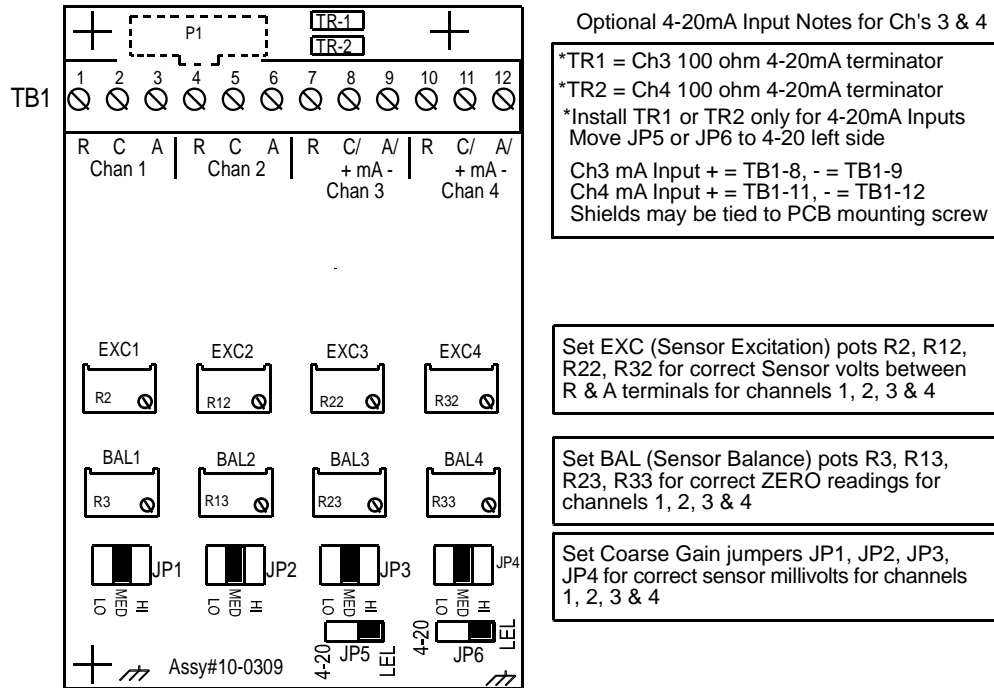 Optional 4-20mA Input Notes for Ch's 3 & 4
P1
TR-1
TR-2
TB1
1 2 3 4 5 6 7 8 9 10 11 12
R C A R C A R C/ A/ R C/ A/
Chan 1 Chan 2 + mA - + mA -
Chan 3 Chan 4
*TR1 = Ch3 100 ohm 4-20mA terminator
*TR2 = Ch4 100 ohm 4-20mA terminator
*Install TR1 or TR2 only for 4-20mA Inputs
Move JP5 or JP6 to 4-20 left side
Ch3 mA Input + = TB1-8, - = TB1-9
Ch4 mA Input + = TB1-11, - = TB1-12
Shields may be tied to PCB mounting screw
EXC1 EXC2 EXC3 EXC4
R2 R12 R22 R32
Set EXC (Sensor Excitation) pots R2, R12,
R22, R32 for correct Sensor volts between
R & A terminals for channels 1, 2, 3 & 4
BAL1 BAL2 BAL3 BAL4
R3 R13 R23 R33
Set BAL (Sensor Balance) pots R3, R13,
R23, R33 for correct ZERO readings for
channels 1, 2, 3 & 4
JP1 JP2 JP3 JP4
LO MED HI LO MED HI LO MED HI LO MED HI
Set Coarse Gain jumpers JP1, JP2, JP3,
JP4 for correct sensor millivolts for channels
1, 2, 3 & 4
4-20 JP5 LEL 4-20 JP6 LEL
Assy#10-0309